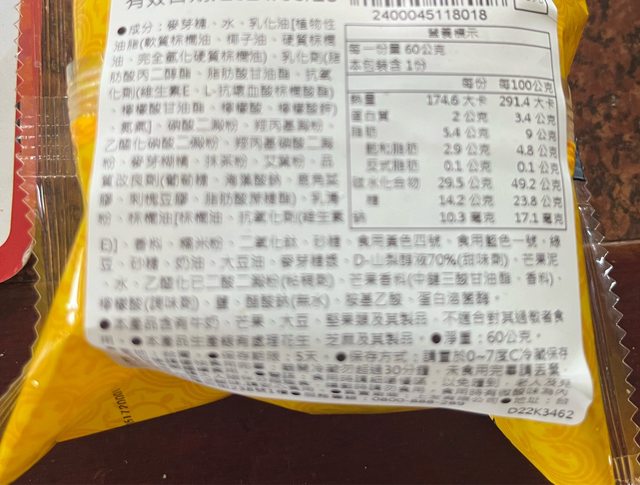 2400045118018
●成分：麥芽糖、水、乳化油[植物性
油脂(軟質棕櫚油、椰子油、硬質棕櫚
油、完全氫化硬質棕櫚油)、乳化劑(脂
肪酸丙二醇酯、脂肪酸甘油酯、抗氧
化劑(維生素E、L-抗壞血酸棕櫚酸酯)
、檸檬酸甘油酯、檸檬酸、檸檬酸鈉)
、氮氣]、磷酸二澱粉、羥丙基澱粉、
乙醯化磷酸二澱粉、羥丙基磷酸二澱
粉、麥芽糊精、抹茶粉、艾葉粉、品
質改良劑(葡萄糖、海藻酸鈉、鹿角菜
膠、刺槐豆膠、脂肪酸蔗糖酯)、乳清
粉、棕櫚油[棕櫚油、抗氧化劑(維生素
E)]、香料、糯米粉、二氧化鈦、砂糖、食用黃色四號、食用藍色一號、綠
豆、砂糖、奶油、大豆油、麥芽糖漿、D-山梨醇液70%(甜味劑)、芒果泥
、水、乙醯化己二酸二澱粉(粘稠劑)、芒果香料(中鏈三酸甘油酯、香料)、
檸檬酸(調味劑)、鹽、醋酸鈉(無水)、胺基乙酸、蛋白海藻糖。
●本產品含有牛奶、芒果、大豆、堅果類及其製品，不適合對其過敏者食
用。●本產品生產線有處理花生、芝麻及其製品。●淨重：60公克。
5天。●保存方式：請置於0~7度C冷藏保存
營養標示
每一份量 60公克
本包裝含 1份
每份 每100公克
熱量 174.6 大卡 291.4 大卡
蛋白質 2 公克 3.4 公克
脂肪 5.4 公克 9 公克
飽和脂肪 2.9 公克 4.8 公克
反式脂肪 0.1 公克 0.1 公克
碳水化合物 29.5 公克 49.2 公克
糖 14.2 公克 23.8 公克
鈉 10.3 毫克 17.1 毫克
D22K3462